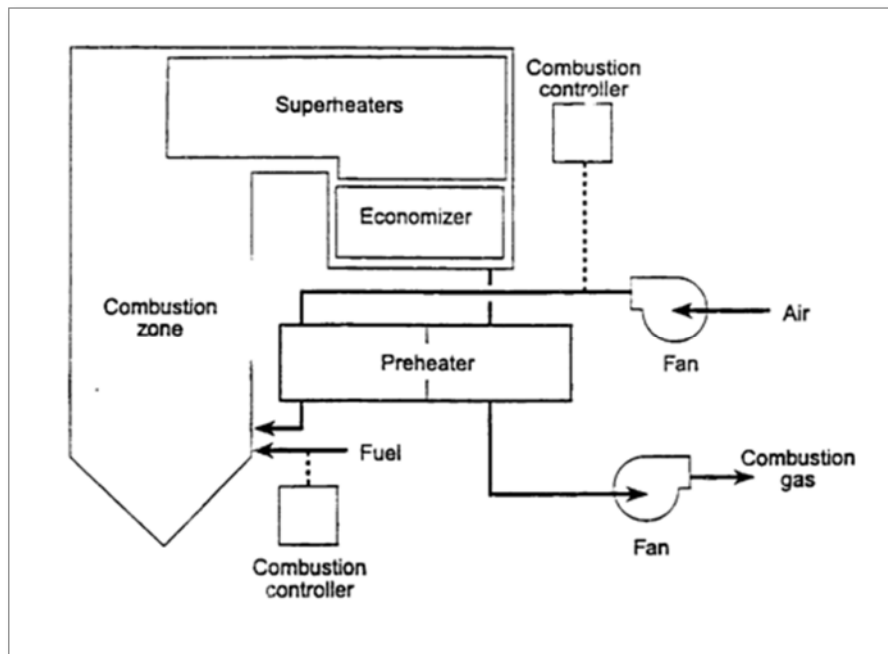 Combustion
controller
Superheaters
Economizer
Combustion
zone
Air
Fan
Preheater
Fuel
Combustion
gas
Fan
Combustion
controller